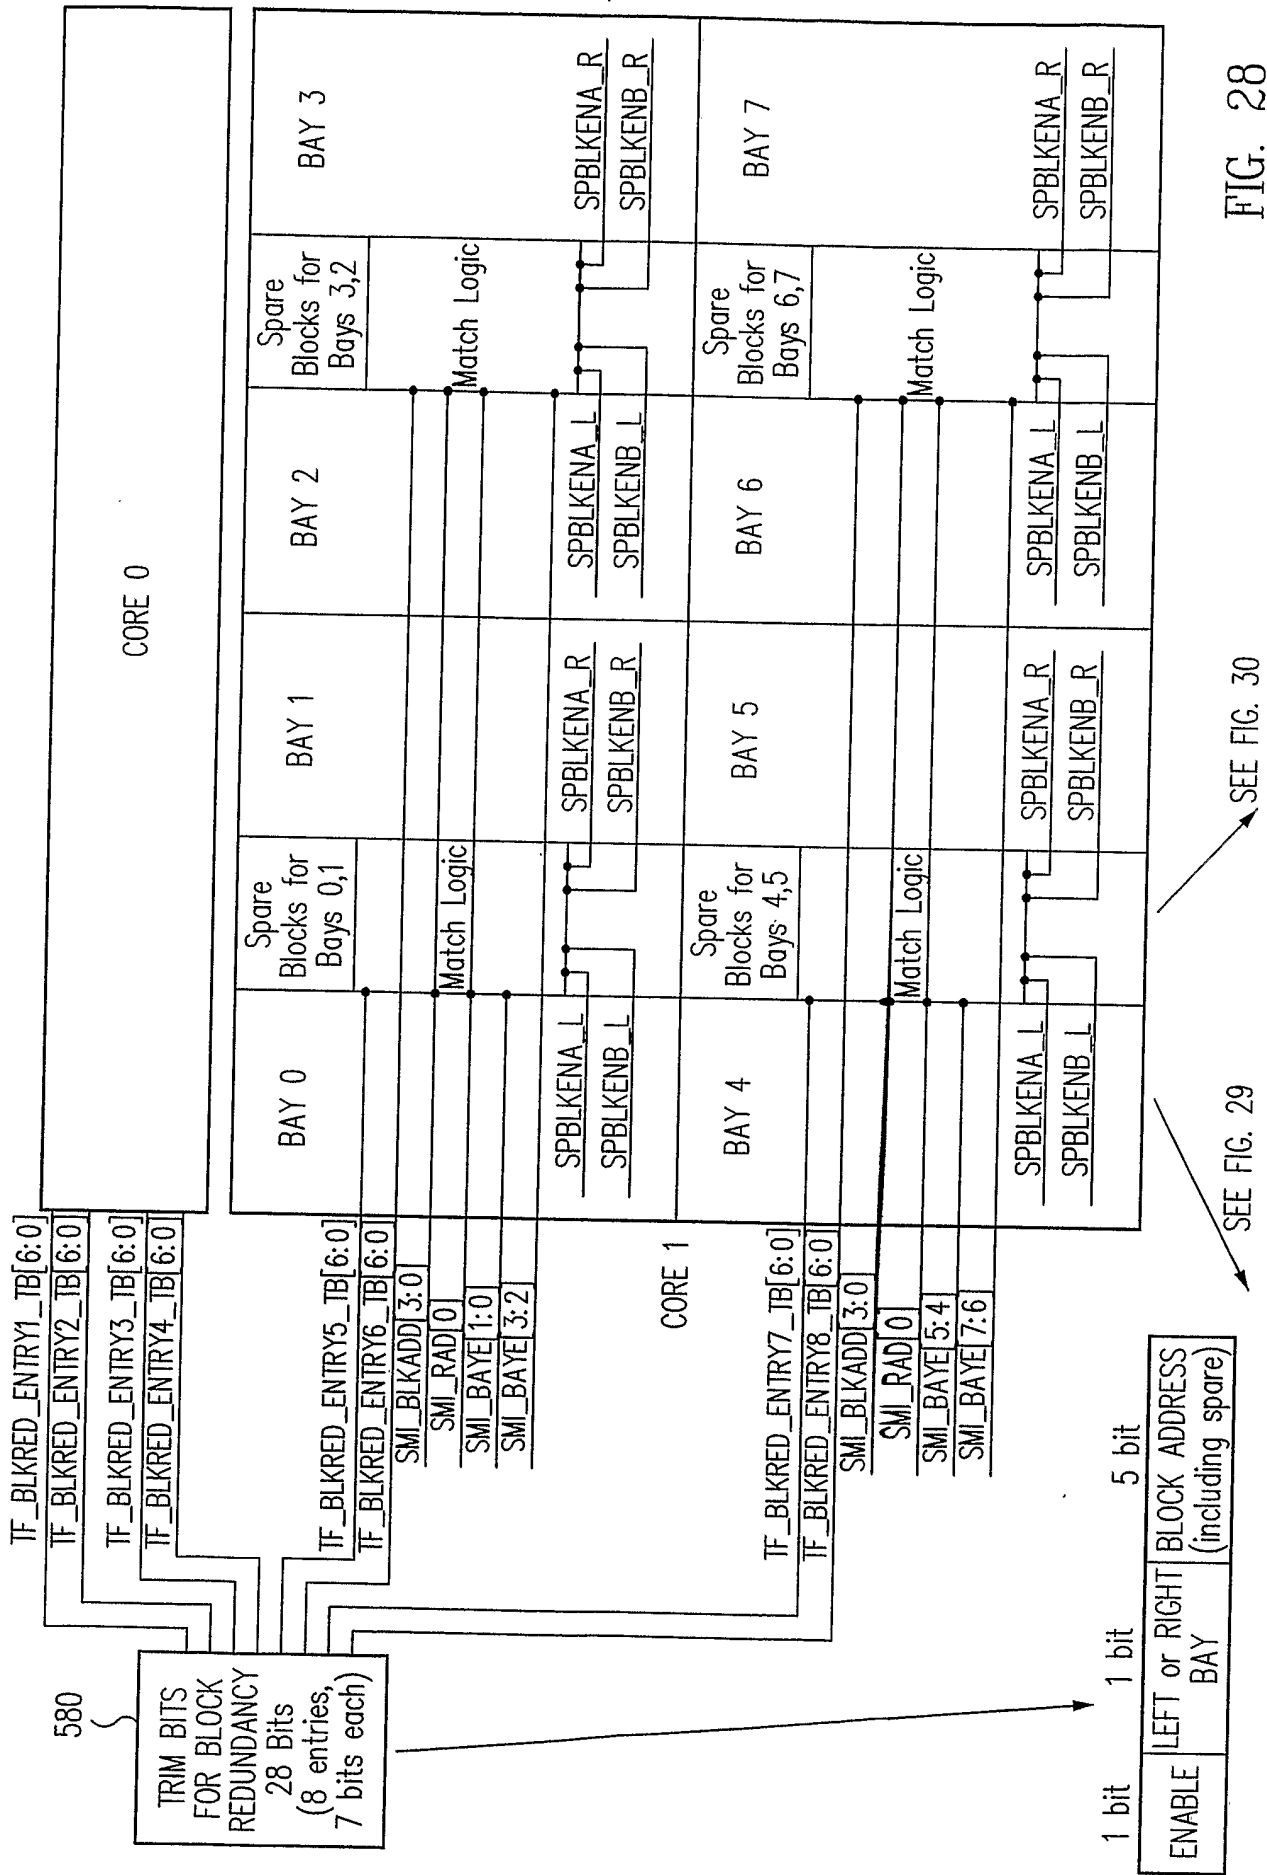 580
TRIM BITS
FOR BLOCK
REDUNDANCY
28 Bits
(8 entries,
7 bits each)
TF_BLKRED_ENTRY1_TB[6:0]
TF_BLKRED_ENTRY2_TB[6:0]
TF_BLKRED_ENTRY3_TB[6:0]
TF_BLKRED_ENTRY4_TB[6:0]
CORE 0
TF_BLKRED_ENTRY5_TB[6:0]
TF_BLKRED_ENTRY6_TB[6:0]
SMI_BLKADD[3:0]
SMI_RAD[0]
SMI_BAYE[1:0]
SMI_BAYE[3:2]
CORE 1
TF_BLKRED_ENTRY7_TB[6:0]
TF_BLKRED_ENTRY8_TB[6:0]
SMI_BLKADD[3:0]
SMI_RAD[0]
SMI_BAYE[5:4]
SMI_BAYE[7:6]
BAY 0
SPBLKENA_L
SPBLKENB_L
Spare
Blocks for
Bays 0,1
Match Logic
BAY 1
SPBLKENA_R
SPBLKENB_R
BAY 2
SPBLKENA_L
SPBLKENB_L
Spare
Blocks for
Bays 3,2
Match Logic
BAY 3
SPBLKENA_R
SPBLKENB_R
BAY 4
SPBLKENA_L
SPBLKENB_L
Spare
Blocks for
Bays 4,5
Match Logic
BAY 5
SPBLKENA_R
SPBLKENB_R
BAY 6
SPBLKENA_L
SPBLKENB_L
Spare
Blocks for
Bays 6,7
Match Logic
BAY 7
SPBLKENA_R
SPBLKENB_R
1 bit
1 bit
5 bit
ENABLE
LEFT or RIGHT
BAY
BLOCK ADDRESS
(including spare)
SEE FIG. 29
SEE FIG. 30
FIG. 28